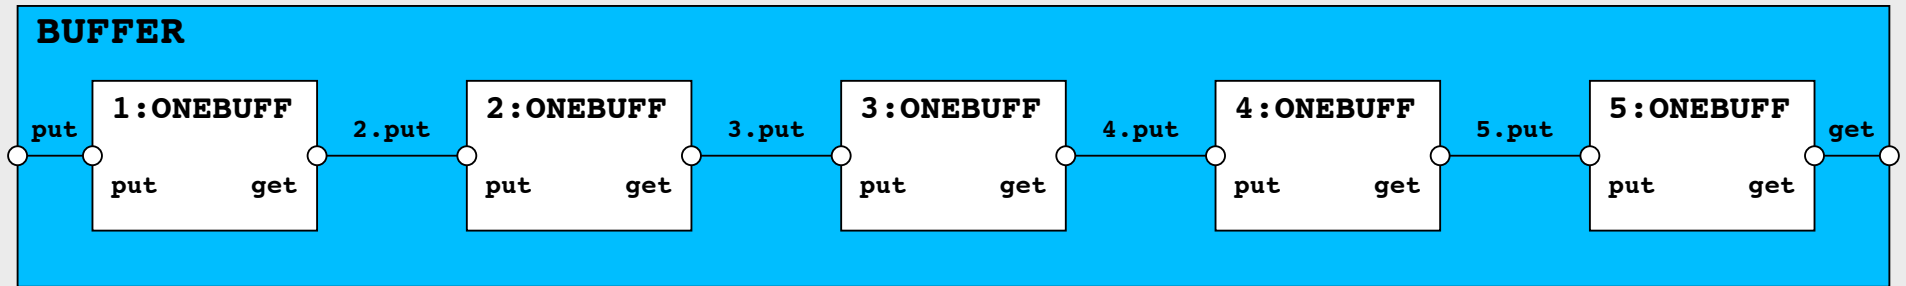 BUFFER
1:ONEBUFF 2:ONEBUFF 3:ONEBUFF 4:ONEBUFF 5:ONEBUFF
put 2.put 3.put 4.put 5.put get
put get put get put get put get put get